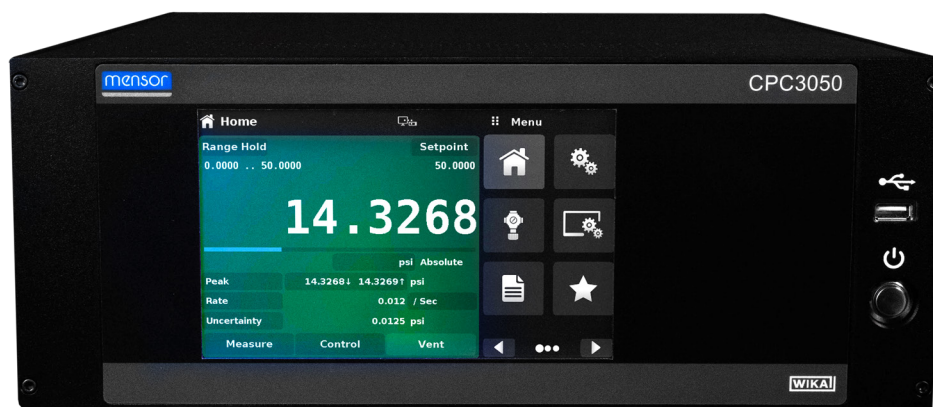 mensor
CPC3050
Home
Menu
Range Hold
Setpoint
0.0000 .. 50.0000
50.0000
14.3268
psi Absolute
Peak 14.3268↓ 14.3269↑ psi
Rate 0.012 / Sec
Uncertainty 0.0125 psi
Measure Control Vent
WIKAI